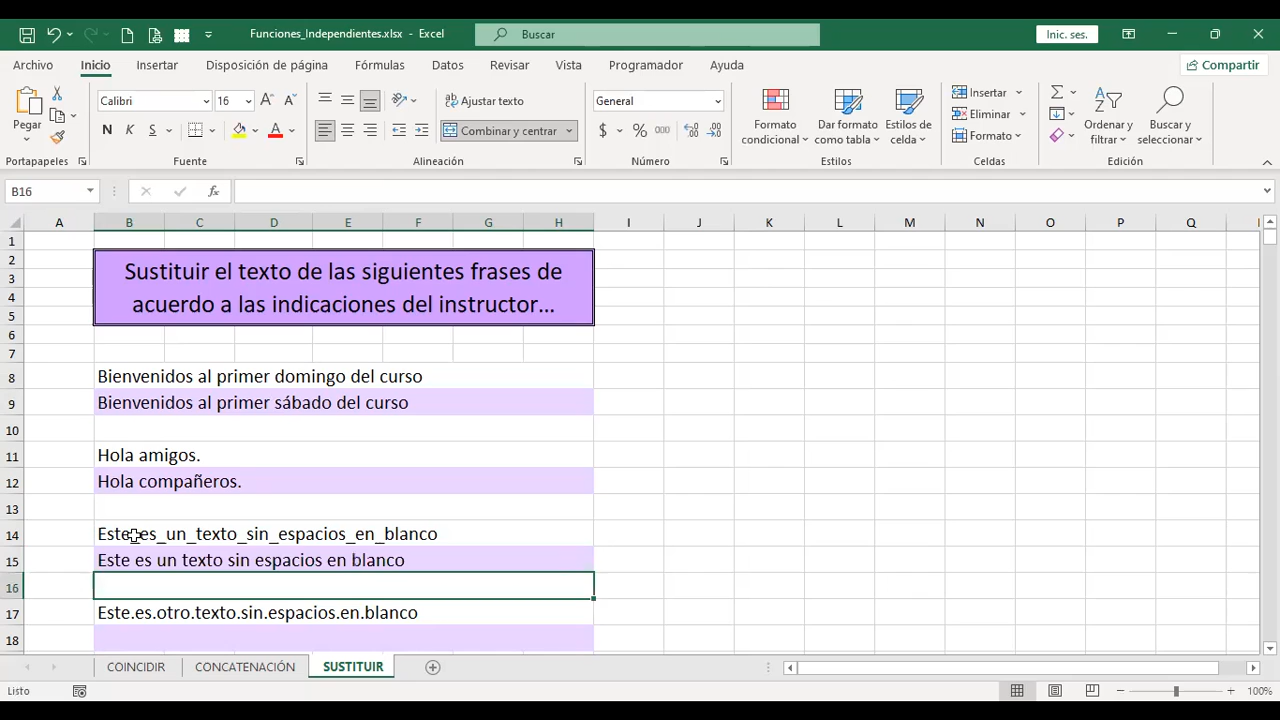 Funciones_Independientes.xlsx - Excel
Buscar
Inic. ses.
Archivo Inicio Insertar Disposición de página Fórmulas Datos Revisar Vista Programador Ayuda Compartir
Pegar
Calibri 16
N K S
Ajustar texto
Combinar y centrar
General
$ % 000
Formato condicional
Dar formato como tabla
Estilos de celda
Insertar
Eliminar
Formato
Ordenar y filtrar
Buscar y seleccionar
Portapapeles Fuente Alineación Número Estilos Celdas Edición
B16 fx
A B C D E F G H I J K L M N O P Q
1
2
3
4
5
6
7
8
9
10
11
12
13
14
15
16
17
18
Sustituir el texto de las siguientes frases de
acuerdo a las indicaciones del instructor...
Bienvenidos al primer domingo del curso
Bienvenidos al primer sábado del curso
Hola amigos.
Hola compañeros.
Este_es_un_texto_sin_espacios_en_blanco
Este es un texto sin espacios en blanco
Este.es.otro.texto.sin.espacios.en.blanco
COINCIDIR CONCATENACIÓN SUSTITUIR
Listo 100%